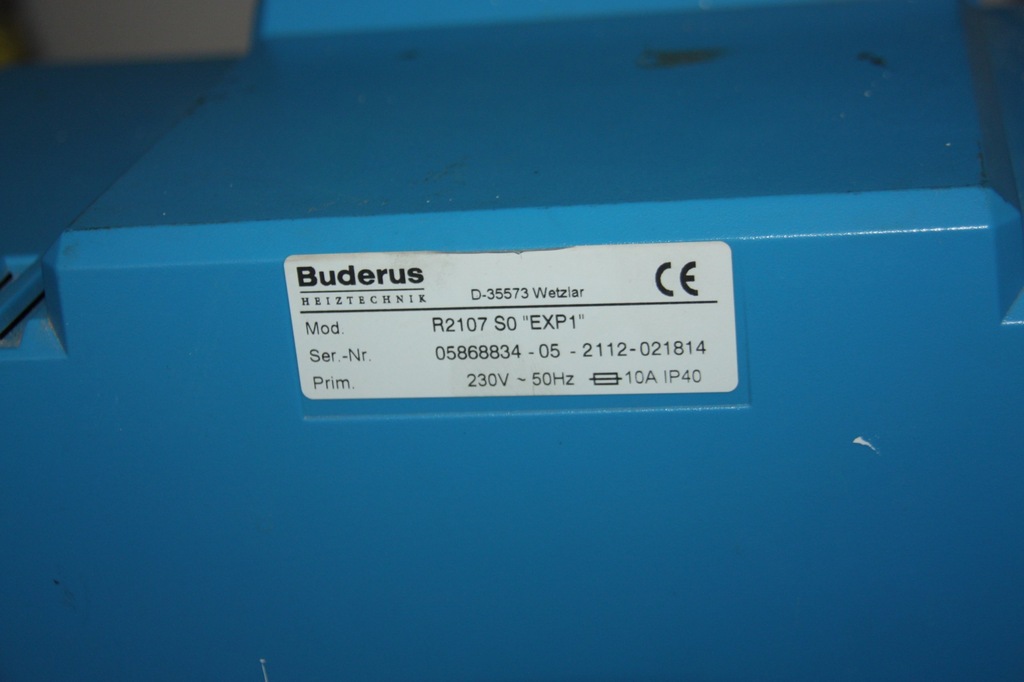 Buderus
HEIZTECHNIK D-35573 Wetzlar CE
Mod. R2107 S0 "EXP1"
Ser.-Nr. 05868834 - 05 - 2112 - 021814
Prim. 230V ~ 50Hz 10A IP40